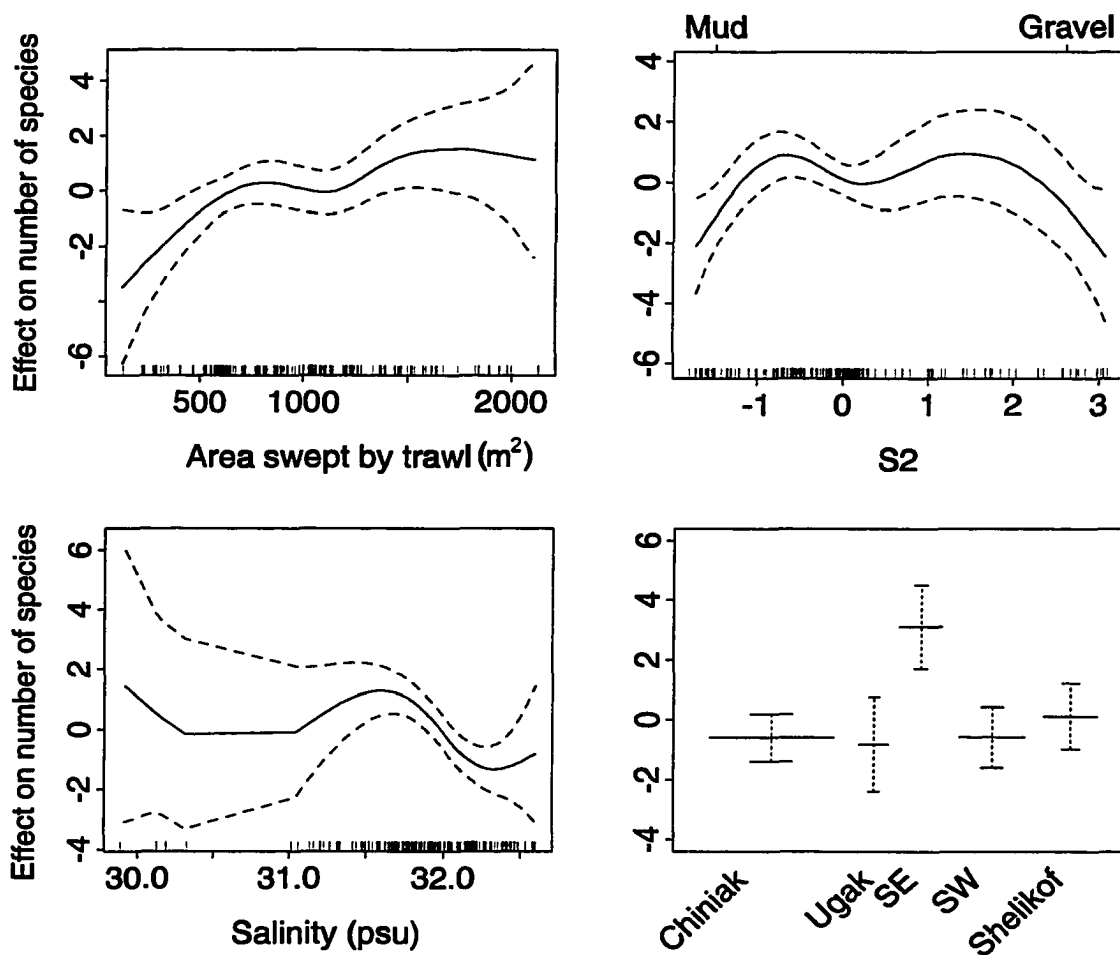 Mud Gravel
Effect on number of species
4
2
0
-2
-6
500 1000 2000
Area swept by trawl (m²)
4
2
0
-2
-4
-6
-1 0 1 2 3
S2
Effect on number of species
6
4
2
0
-2
-4
30.0 31.0 32.0
Salinity (psu)
6
4
2
0
-2
-4
Chiniak
Ugak
SE
SW
Shelikof